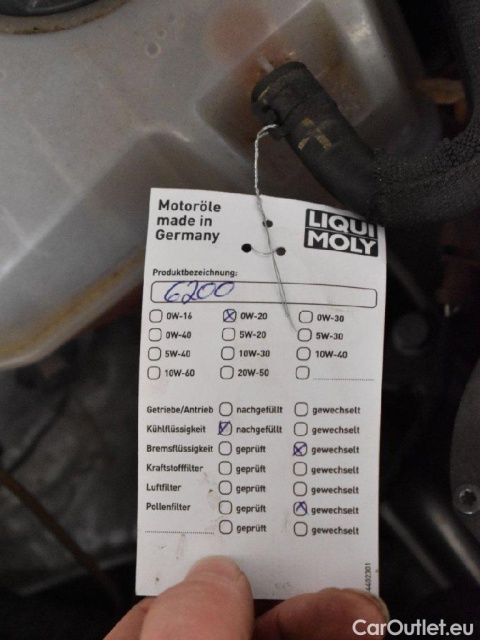 Motoröle
made in
Germany
LIQUI
MOLY
Produktbezeichnung:
6200
0W-16 0W-20 0W-30
0W-40 5W-20 5W-30
5W-40 10W-30 10W-40
10W-60 20W-50
Getriebe/Antrieb nachgefüllt gewechselt
Kühlflüssigkeit nachgefüllt gewechselt
Bremsflüssigkeit geprüft gewechselt
Kraftstofffilter geprüft gewechselt
Luftfilter geprüft gewechselt
Pollenfilter geprüft gewechselt
geprüft gewechselt
CarOutlet.eu